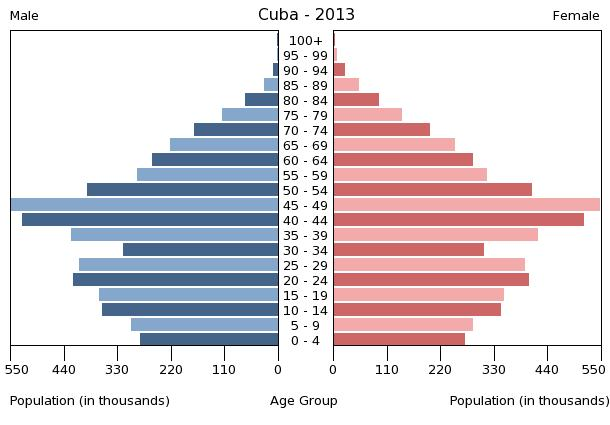 Male Cuba - 2013 Female
100+
95 - 99
90 - 94
85 - 89
80 - 84
75 - 79
70 - 74
65 - 69
60 - 64
55 - 59
50 - 54
45 - 49
40 - 44
35 - 39
30 - 34
25 - 29
20 - 24
15 - 19
10 - 14
5 - 9
0 - 4
550 440 330 220 110 0 0 110 220 330 440 550
Population (in thousands) Age Group Population (in thousands)